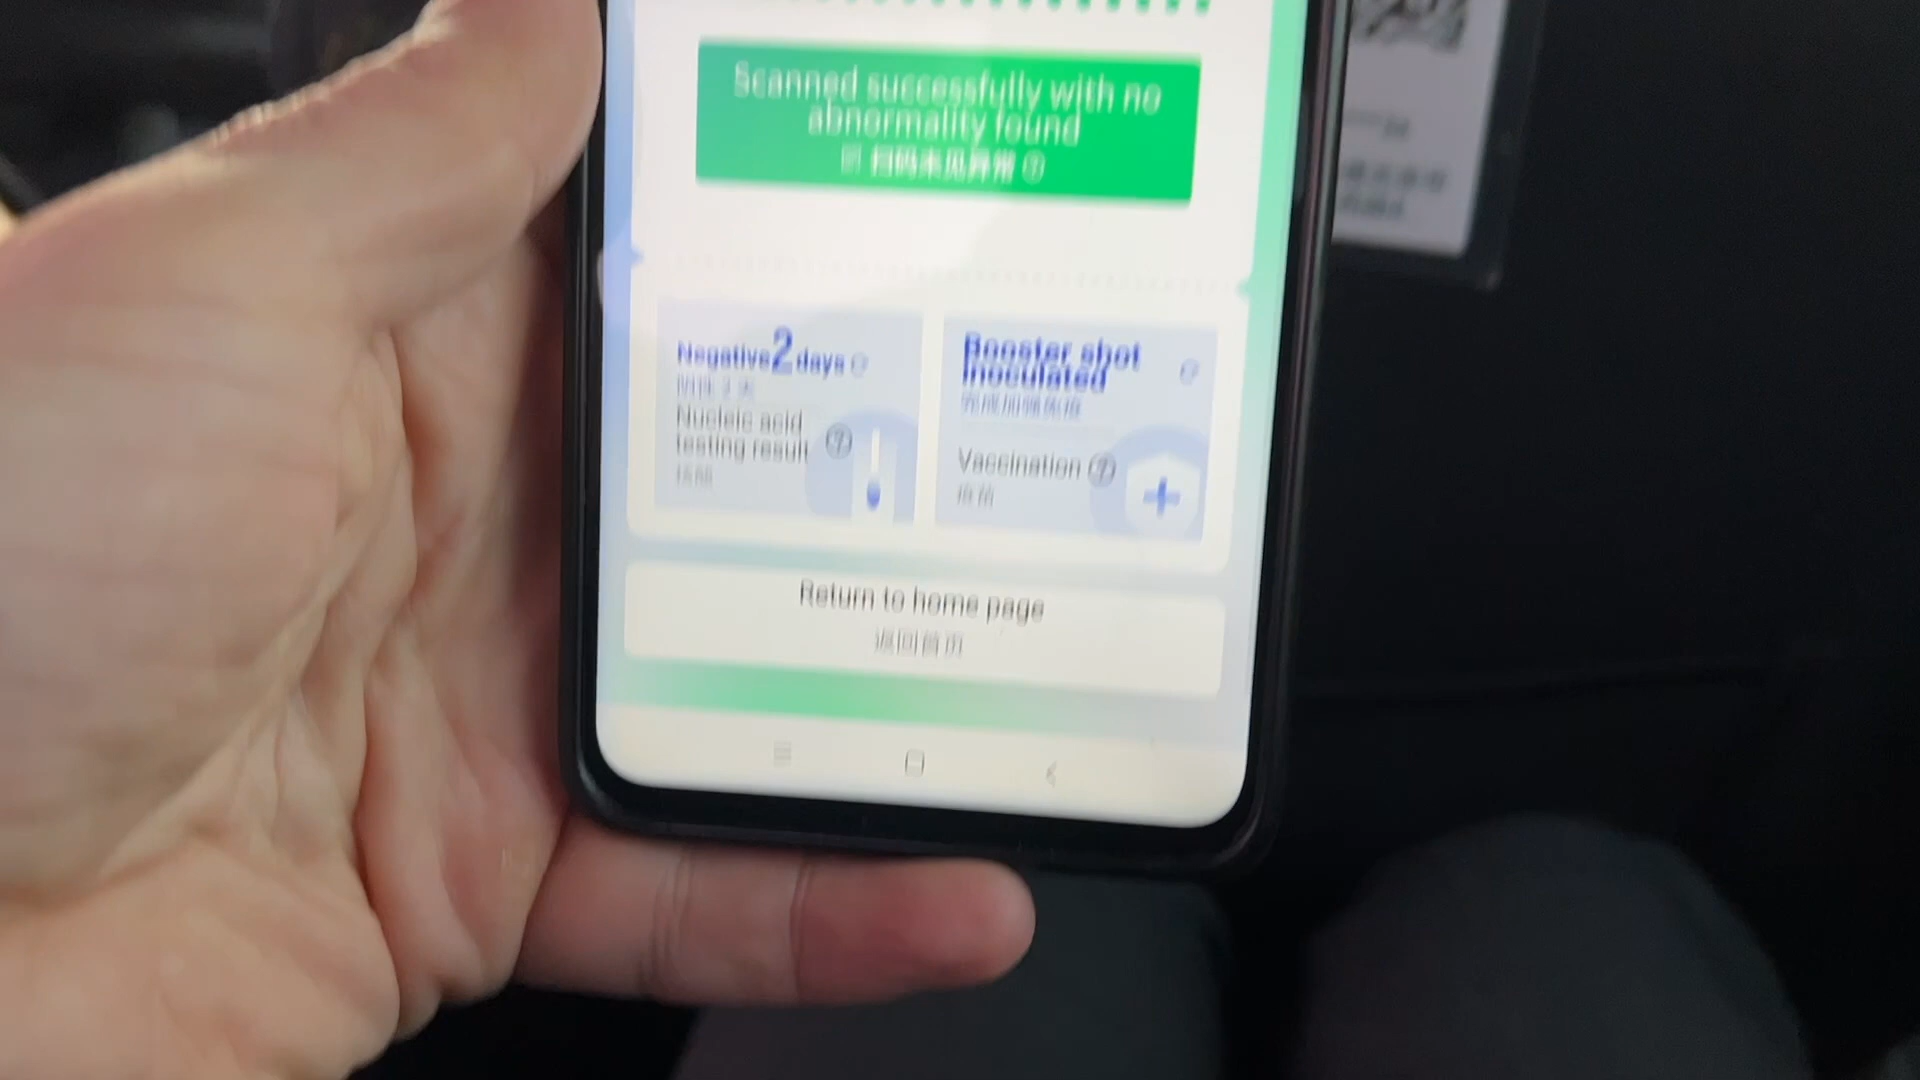 Scanned successfully with no
abnormality found
扫码未见异常
Negative 2 days
阴性 2 天
Nucleic acid
testing result
核酸
Booster shot
inoculated
完成加强免疫
Vaccination
疫苗
Return to home page
返回首页